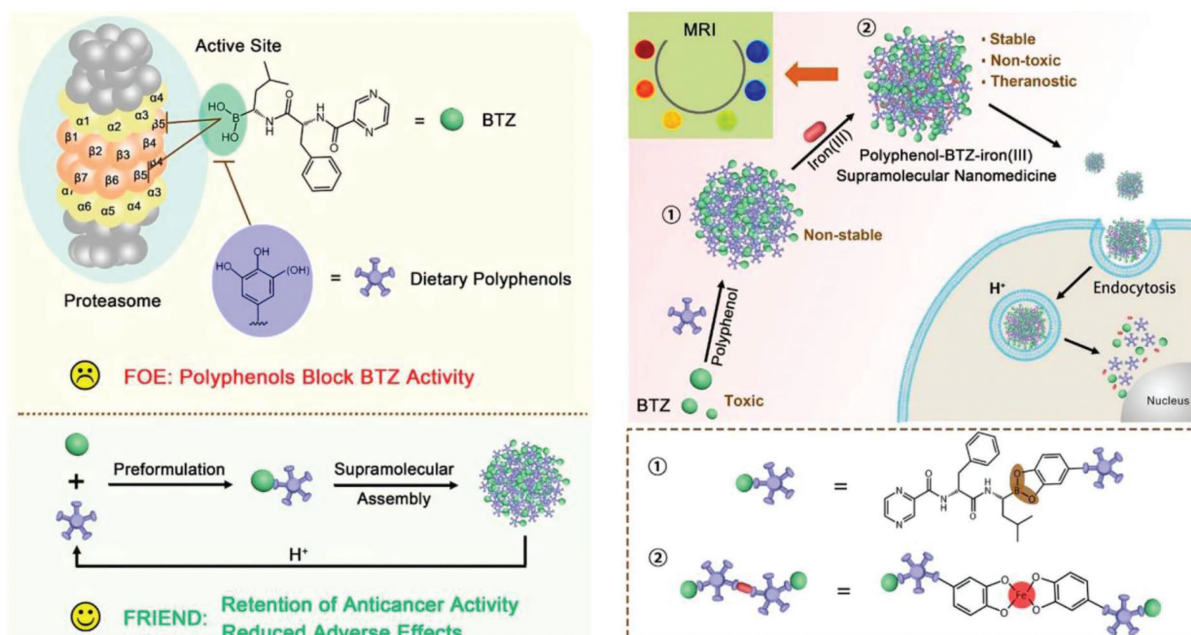 Active Site
α4
α3
α1
α2
β5
β1
β2
β3
β4
β4
β7
β6
β5
α3
α7
α6
α5
α4
HO
B
HO
O
H
N
N
H
O
N
N
= BTZ
Proteasome
OH
HO
(OH)
= Dietary Polyphenols
FOE: Polyphenols Block BTZ Activity
+
Preformulation
Supramolecular
Assembly
H⁺
FRIEND:
Retention of Anticancer Activity
Reduced Adverse Effects
MRI
②
· Stable
· Non-toxic
· Theranostic
Iron(III)
Polyphenol-BTZ-iron(III)
Supramolecular Nanomedicine
①
Non-stable
Polyphenol
BTZ
Toxic
H⁺
Endocytosis
Nucleus
①
=
N
N
O
N
H
O
H
N
B
O
O
②
=
O
O
Fe
O
O